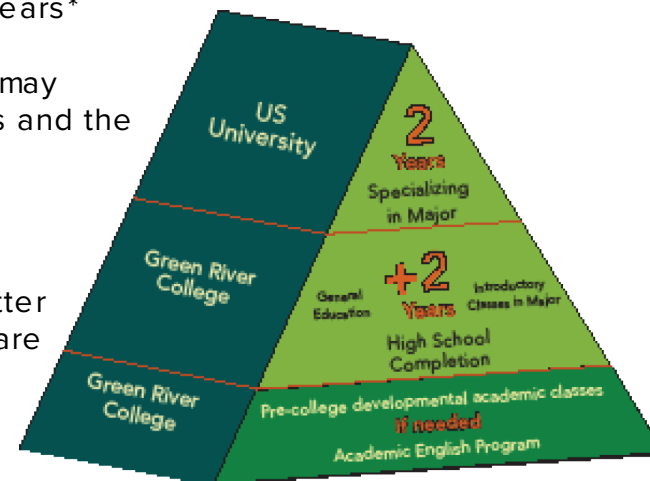 ears*
may
s and the
tter
are
US
University
2
Years
Specializing
in Major
Green River
College
General
Education
+2
Years
Introductory
Classes in Major
High School
Completion
Green River
College
Pre-college developmental academic classes
If needed
Academic English Program